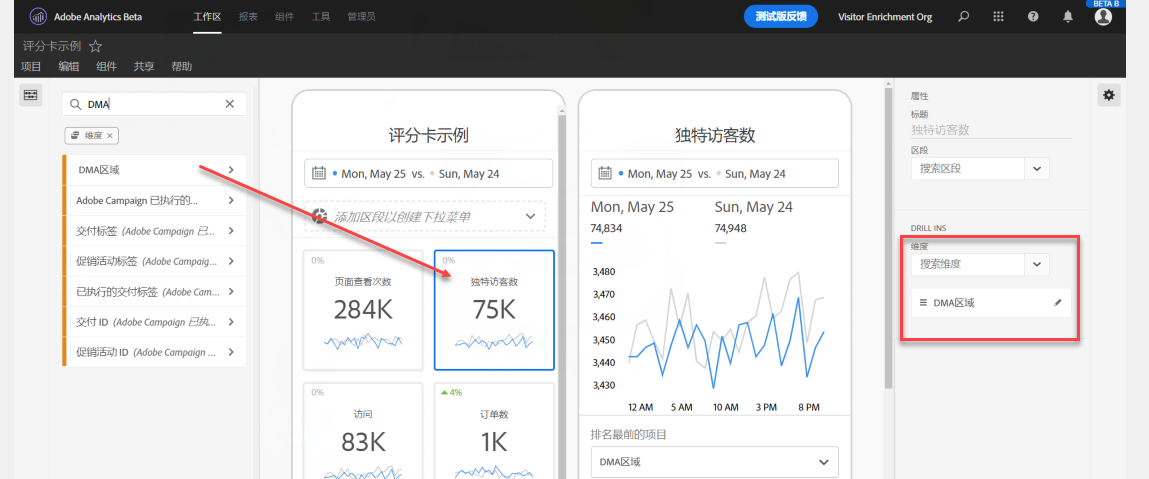 BETA B
Adobe Analytics Beta 工作区 报表 组件 工具 管理员 测试版反馈 Visitor Enrichment Org
评分卡示例
项目 编辑 组件 共享 帮助
DMA
维度
DMA区域
Adobe Campaign 已执行的...
交付标签 (Adobe Campaign 已...
促销活动标签 (Adobe Campaig...
已执行的交付标签 (Adobe Cam...
交付 ID (Adobe Campaign 已执...
促销活动 ID (Adobe Campaign ...
评分卡示例
Mon, May 25 vs. Sun, May 24
添加区段以创建下拉菜单
0%
页面查看次数
284K
0%
独特访客数
75K
0%
访问
83K
4%
订单数
1K
独特访客数
Mon, May 25 vs. Sun, May 24
Mon, May 25 Sun, May 24
74,834 74,948
3,480
3,470
3,460
3,450
3,440
3,430
12 AM 5 AM 10 AM 3 PM 8 PM
排名最前的项目
DMA区域
属性
标题
独特访客数
区段
搜索区段
DRILL INS
维度
搜索维度
DMA区域